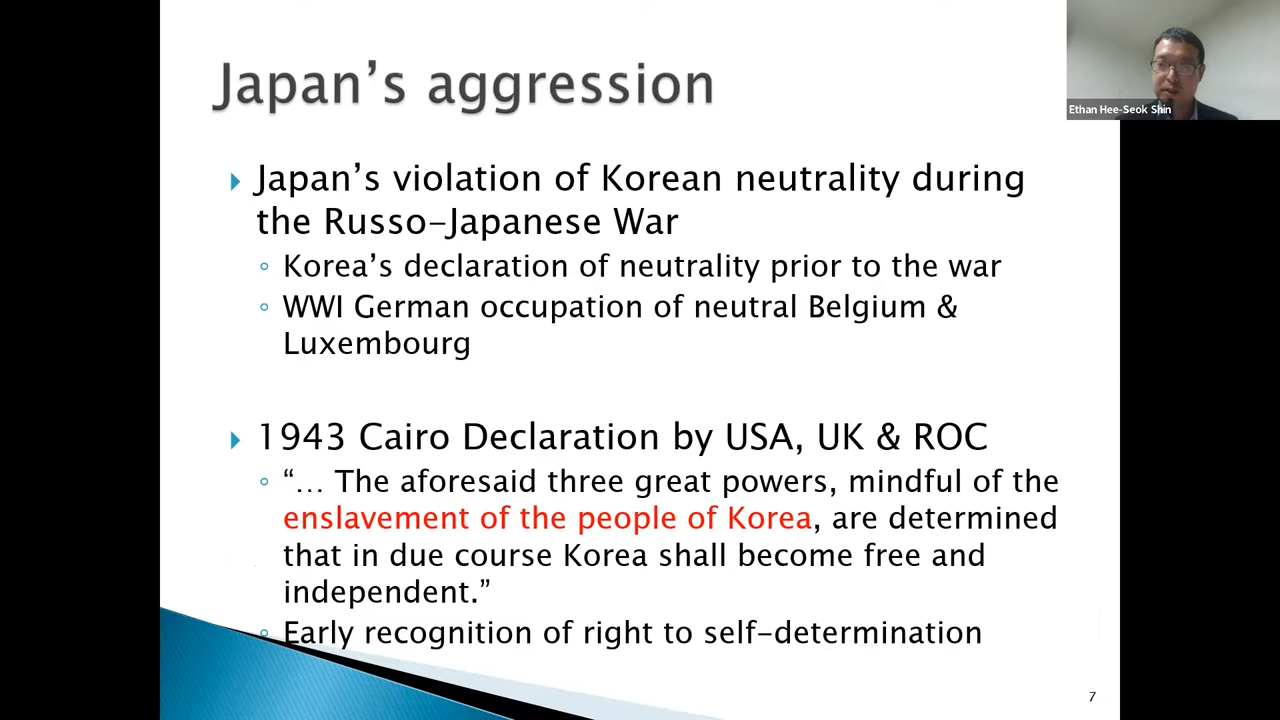 Japan’s aggression
Ethan Hee-Seok Shin
Japan’s violation of Korean neutrality during
the Russo-Japanese War
Korea’s declaration of neutrality prior to the war
WWI German occupation of neutral Belgium &
Luxembourg
1943 Cairo Declaration by USA, UK & ROC
“… The aforesaid three great powers, mindful of the
enslavement of the people of Korea, are determined
that in due course Korea shall become free and
independent.”
Early recognition of right to self-determination
7